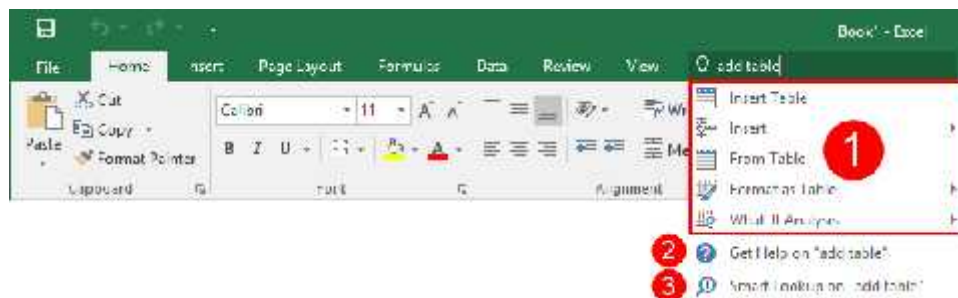 Book1 - Excel
File Home Insert Page Layout Formulas Data Review View add table
Cut
Copy
Paste
Format Painter
Calibri 11 A A
B I U A
Clipboard Font Alignment
Insert Table
Insert
From Table
Format as Table
What-If Analysis
1
2 Get Help on "add table"
3 Smart Lookup on "add table"